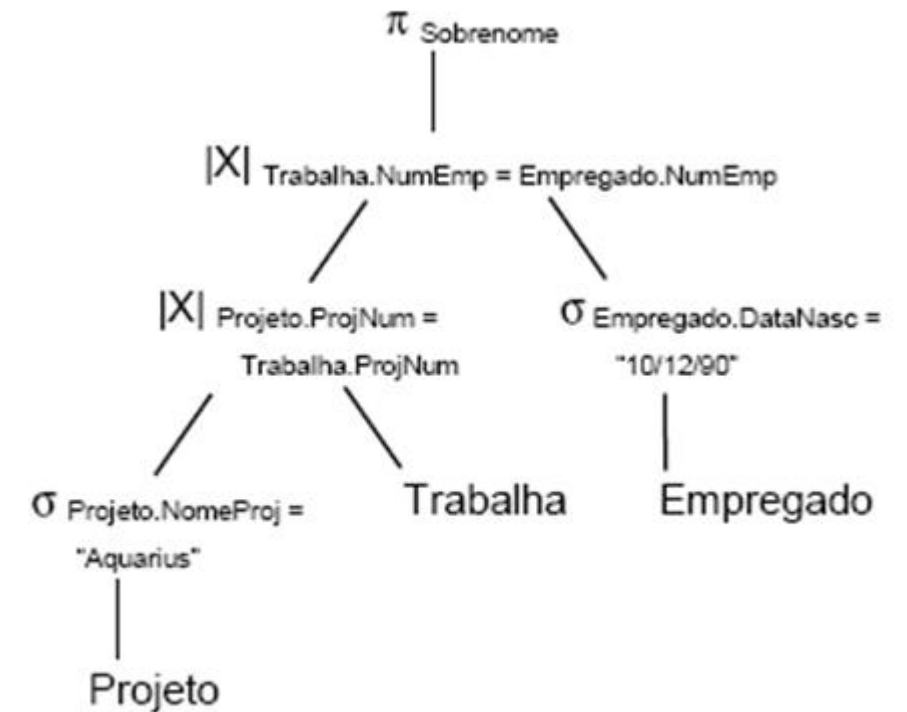 π Sobrenome
|X| Trabalha.NumEmp = Empregado.NumEmp
|X| Projeto.ProjNum =
Trabalha.ProjNum
σ Empregado.DataNasc =
"10/12/90"
σ Projeto.NomeProj =
"Aquarius"
Trabalha
Empregado
Projeto